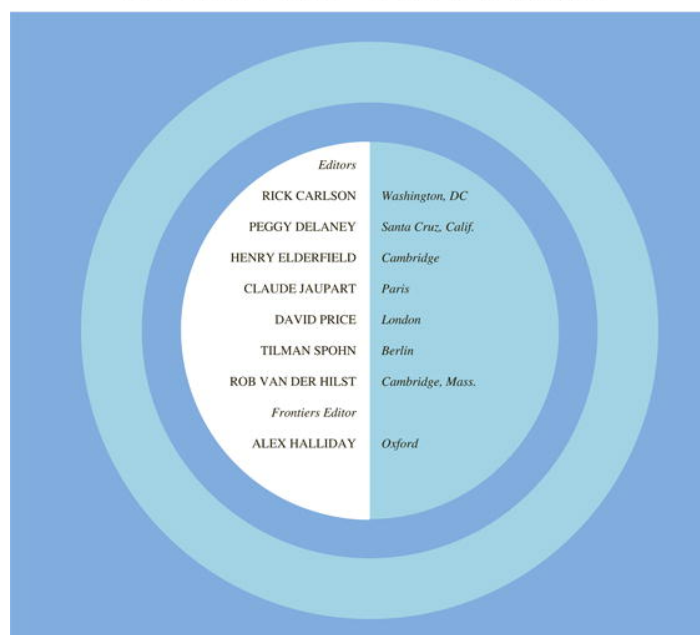 Editors
RICK CARLSON Washington, DC
PEGGY DELANEY Santa Cruz, Calif.
HENRY ELDERFIELD Cambridge
CLAUDE JAUPART Paris
DAVID PRICE London
TILMAN SPOHN Berlin
ROB VAN DER HILST Cambridge, Mass.
Frontiers Editor
ALEX HALLIDAY Oxford